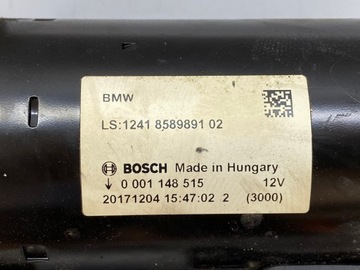 BMW
LS:1241 8589891 02
BOSCH Made in Hungary
↓ 0 001 148 515 12V
20171204 15:47:02 2 (3000)